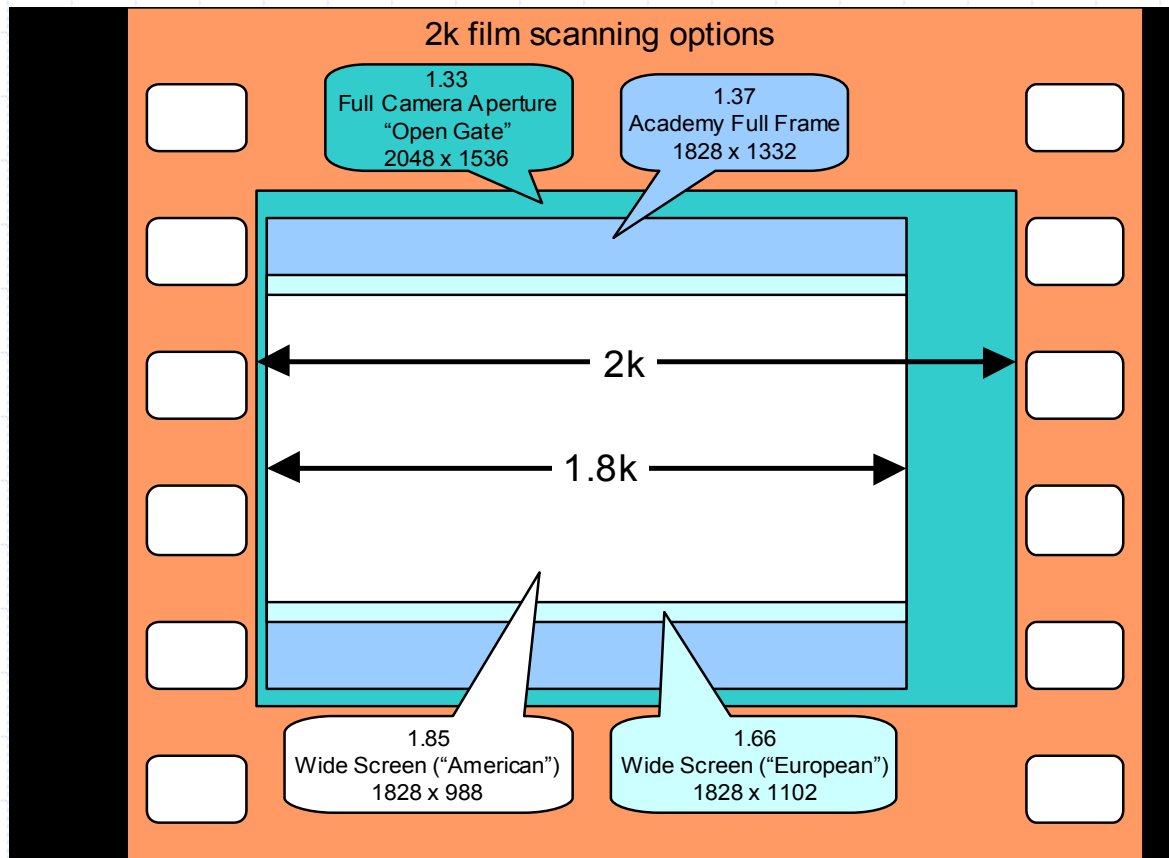 2k film scanning options
1.33
Full Camera Aperture
“Open Gate”
2048 x 1536
1.37
Academy Full Frame
1828 x 1332
2k
1.8k
1.85
Wide Screen (“American”)
1828 x 988
1.66
Wide Screen (“European”)
1828 x 1102